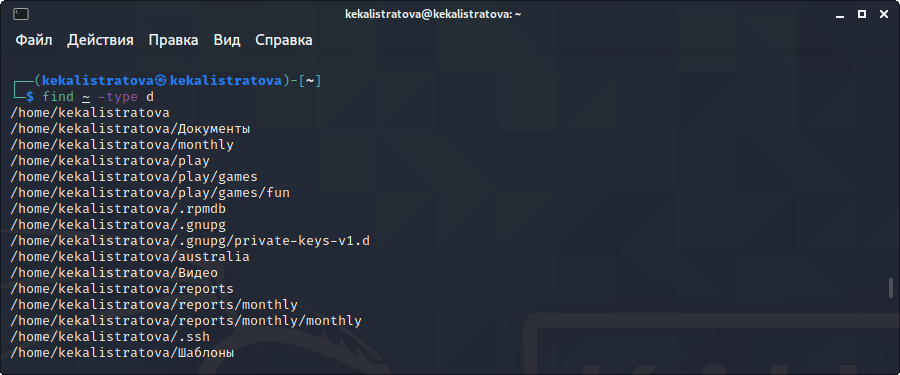 kekalistratova@kekalistratova: ~
Файл Действия Правка Вид Справка
┌──(kekalistratova㉿kekalistratova)-[~]
└─$ find ~ -type d
/home/kekalistratova
/home/kekalistratova/Документы
/home/kekalistratova/monthly
/home/kekalistratova/play
/home/kekalistratova/play/games
/home/kekalistratova/play/games/fun
/home/kekalistratova/.rpmdb
/home/kekalistratova/.gnupg
/home/kekalistratova/.gnupg/private-keys-v1.d
/home/kekalistratova/australia
/home/kekalistratova/Видео
/home/kekalistratova/reports
/home/kekalistratova/reports/monthly
/home/kekalistratova/reports/monthly/monthly
/home/kekalistratova/.ssh
/home/kekalistratova/Шаблоны